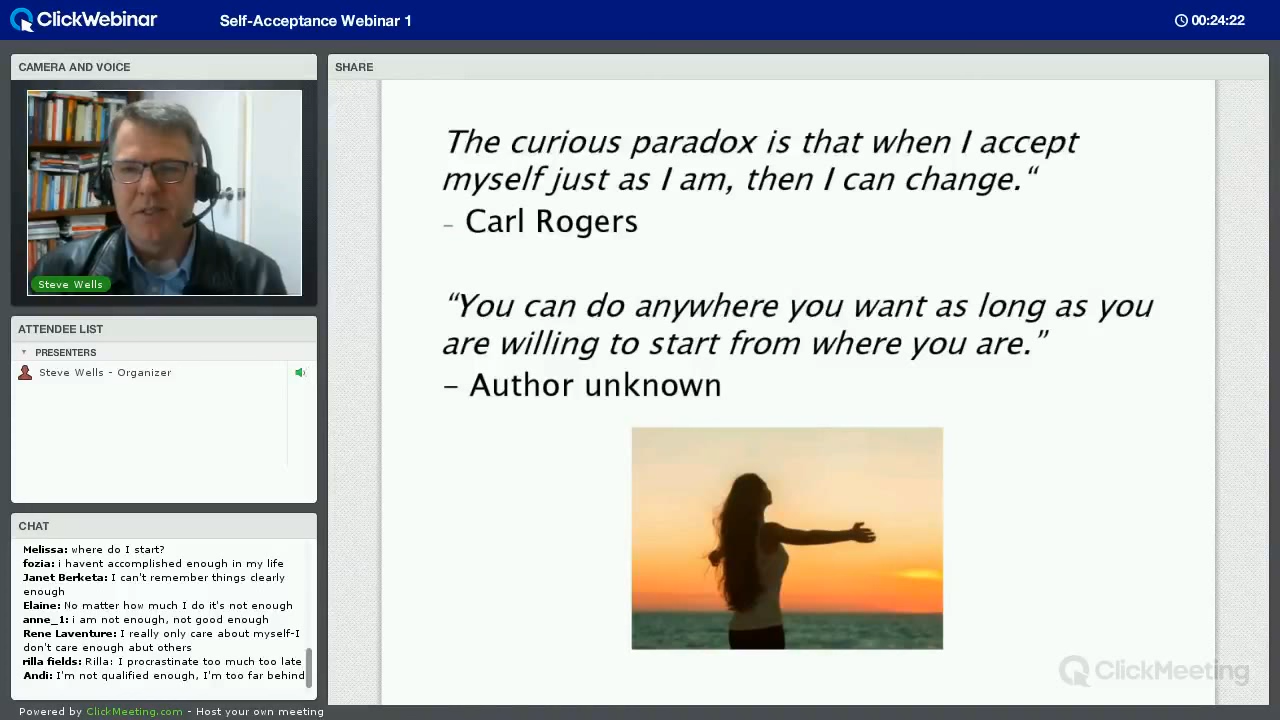 ClickWebinar
Self-Acceptance Webinar 1
00:24:22
CAMERA AND VOICE
Steve Wells
ATTENDEE LIST
PRESENTERS
Steve Wells - Organizer
CHAT
Melissa: where do I start?
fozia: I havent accomplished enough in my life
Janet Berketa: I can't remember things clearly
enough
Elaine: No matter how much I do it's not enough
anne_1: I am not enough, not good enough
Rene Laventure: I really only care about myself-I
don't care enough abut others
rilla fields: Rilla: I procrastinate too much too late
Andi: I'm not qualified enough, I'm too far behind
Powered by ClickMeeting.com - Host your own meeting
SHARE
The curious paradox is that when I accept
myself just as I am, then I can change.“
– Carl Rogers
“You can do anywhere you want as long as you
are willing to start from where you are.”
– Author unknown
ClickMeeting